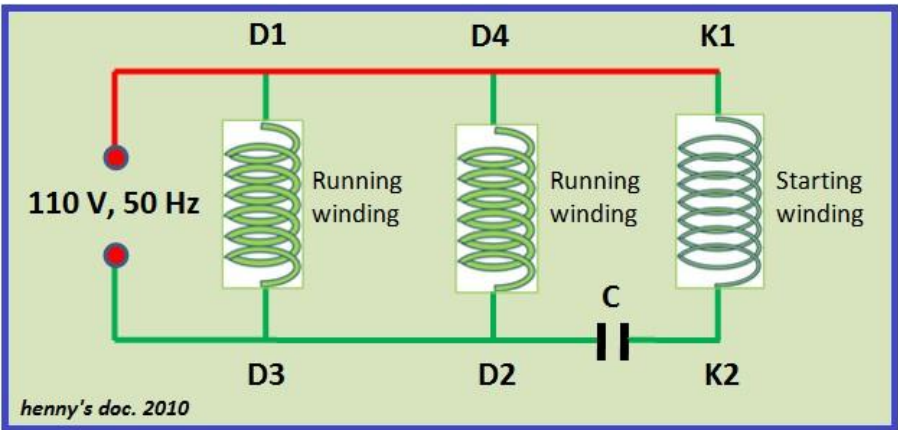 D1
D4
K1
110 V, 50 Hz
Running
winding
Running
winding
Starting
winding
C
D3
D2
K2
henny's doc. 2010